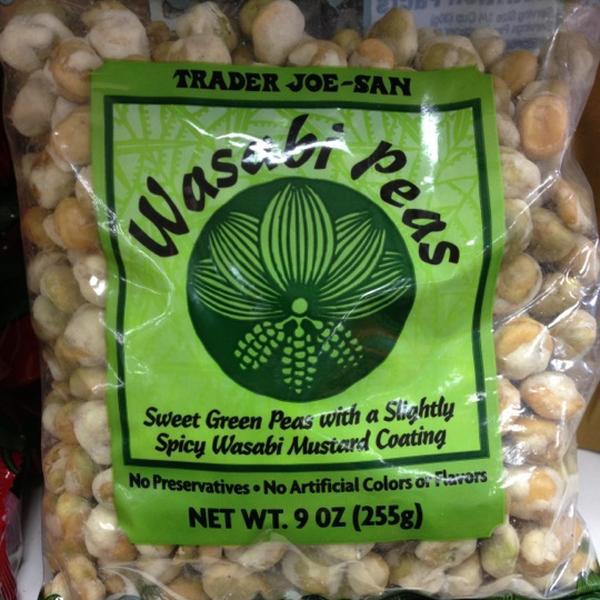 TRADER JOE-SAN
Wasabi Peas
Sweet Green Peas with a Slightly
Spicy Wasabi Mustard Coating
No Preservatives • No Artificial Colors or Flavors
NET WT. 9 OZ (255g)